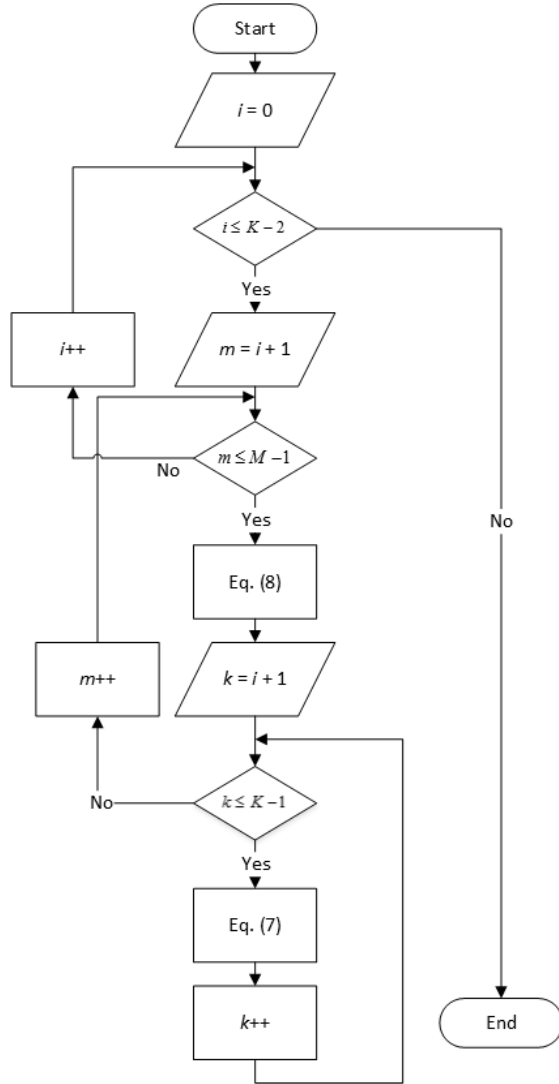 Start
i = 0
i ≤ K − 2
Yes
i++
m = i + 1
m ≤ M − 1
No
Yes
No
Eq. (8)
m++
k = i + 1
k ≤ K − 1
No
Yes
Eq. (7)
k++
End